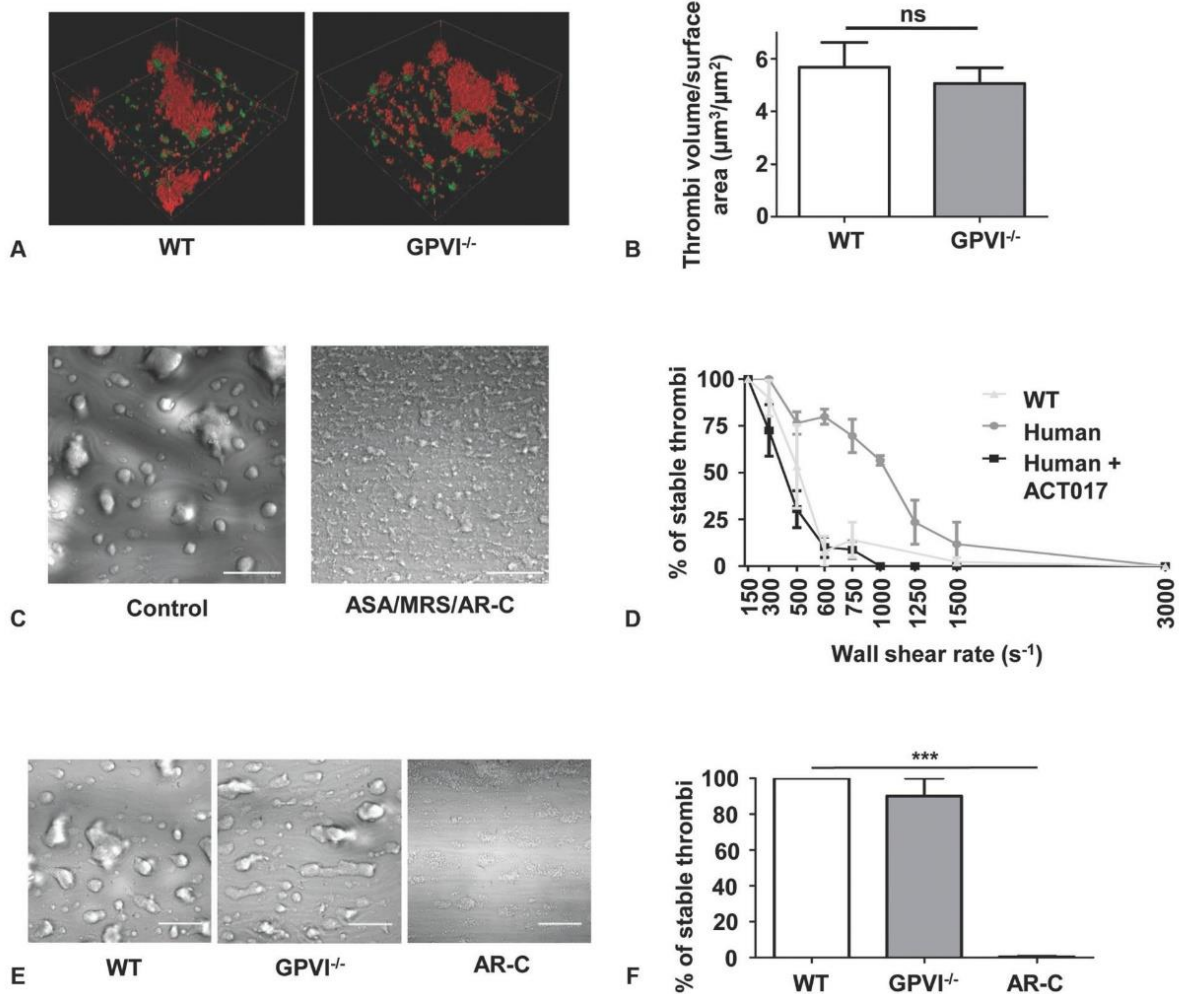 WT
GPVI-/-
A
ns
Thrombi volume/surface
area (µm³/µm²)
6
4
2
0
WT
GPVI-/-
B
Control
ASA/MRS/AR-C
C
% of stable thrombi
100
75
50
25
0
WT
Human
Human +
ACT017
150
300
500
600
750
1000
1250
1500
3000
Wall shear rate (s-1)
D
WT
GPVI-/-
AR-C
E
***
% of stable thrombi
100
80
60
40
20
0
WT
GPVI-/-
AR-C
F